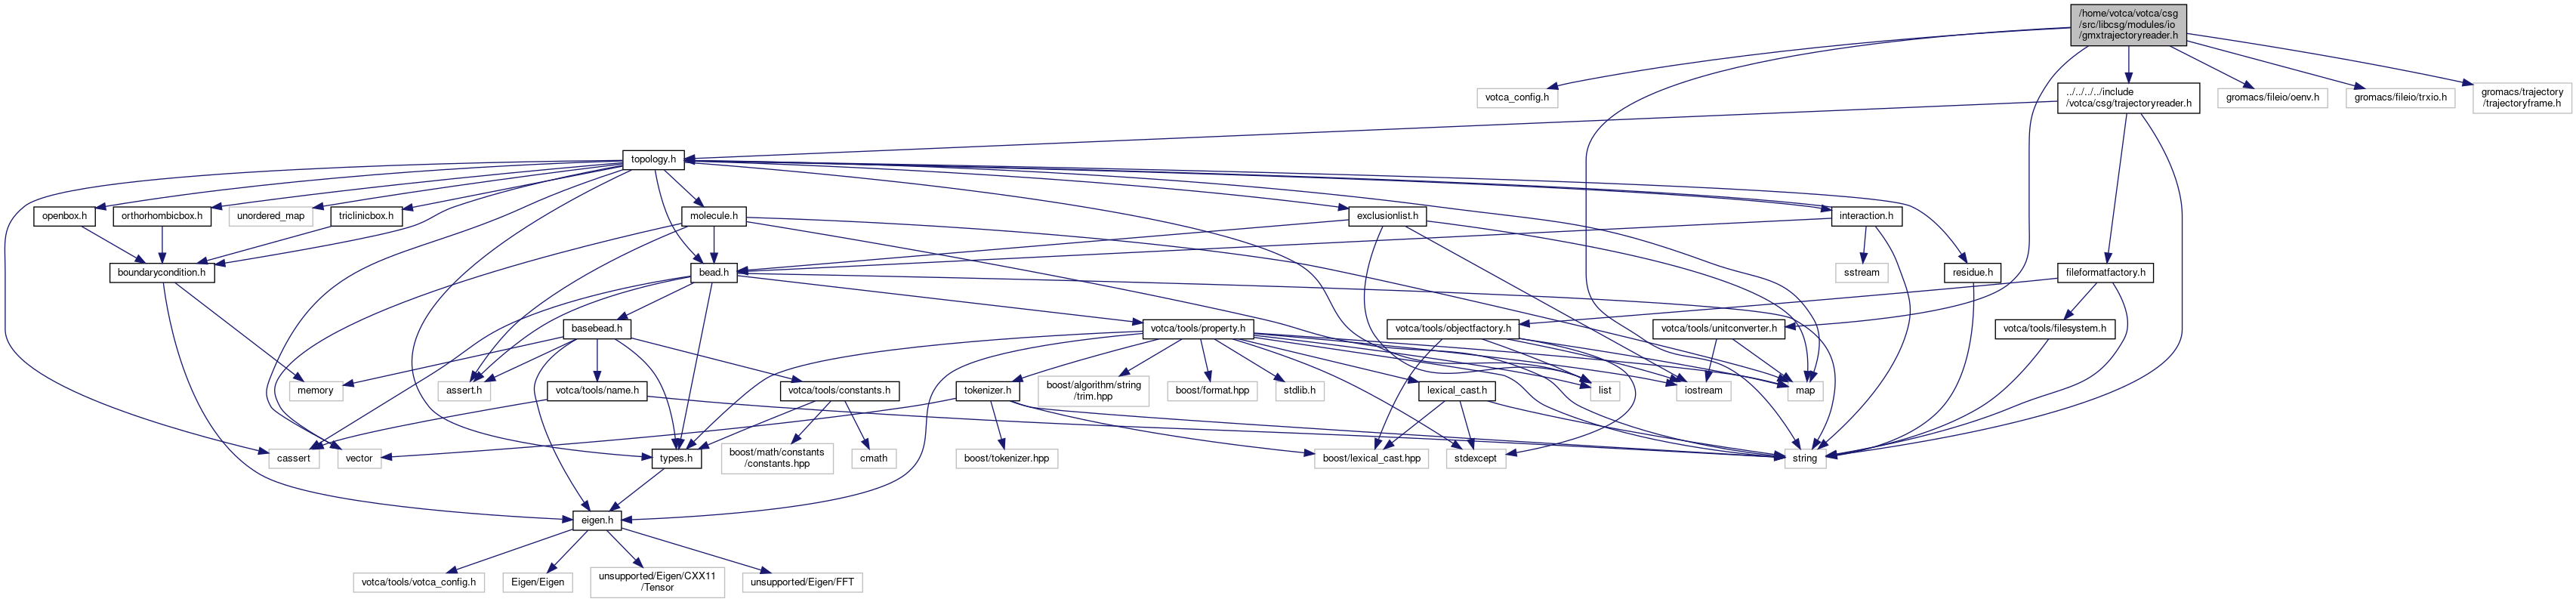 /home/votca/votca/csg
/src/libcsg/modules/io
/gmxtrajectoryreader.h
votca_config.h
../../../../include
/votca/csg/trajectoryreader.h
gromacs/fileio/oenv.h
gromacs/fileio/trxio.h
gromacs/trajectory
/trajectoryframe.h
topology.h
openbox.h
orthorhombicbox.h
unordered_map
triclinicbox.h
molecule.h
exclusionlist.h
interaction.h
boundarycondition.h
bead.h
sstream
residue.h
fileformatfactory.h
basebead.h
votca/tools/property.h
votca/tools/objectfactory.h
votca/tools/unitconverter.h
votca/tools/filesystem.h
memory
assert.h
votca/tools/name.h
votca/tools/constants.h
tokenizer.h
boost/algorithm/string
/trim.hpp
boost/format.hpp
stdlib.h
lexical_cast.h
list
iostream
map
cassert
vector
types.h
boost/math/constants
/constants.hpp
cmath
boost/tokenizer.hpp
boost/lexical_cast.hpp
stdexcept
string
eigen.h
votca/tools/votca_config.h
Eigen/Eigen
unsupported/Eigen/CXX11
/Tensor
unsupported/Eigen/FFT